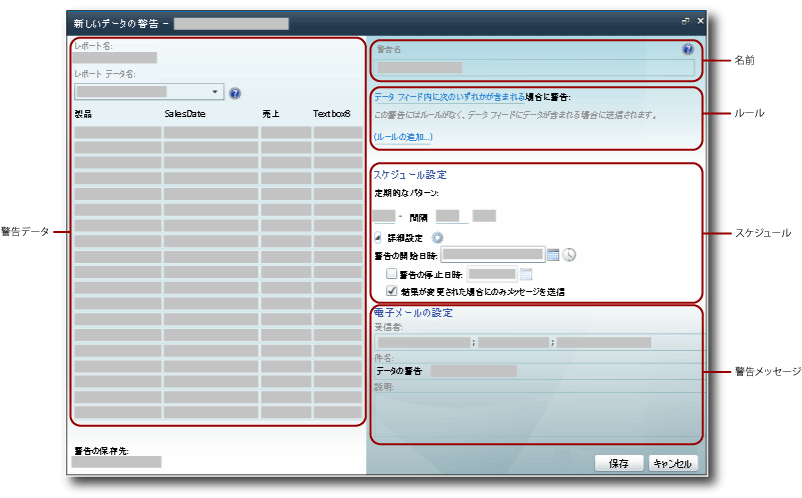 新しいデータの警告 –
レポート名:
レポート データ名:
製品 SalesDate 売上 Textbox8
警告の保存先:
警告名
データ フィード内に次のいずれかが含まれる場合に警告:
この警告にはルールがなく、データ フィードにデータが含まれる場合に送信されます。
(ルールの追加...)
スケジュール設定
定期的なパターン:
- 間隔
詳細設定
警告の開始日時:
警告の停止日時:
結果が変更された場合にのみメッセージを送信
電子メールの設定
受信者:
; ;
件名:
データの警告
説明:
保存 キャンセル
警告データ
名前
ルール
スケジュール
警告メッセージ